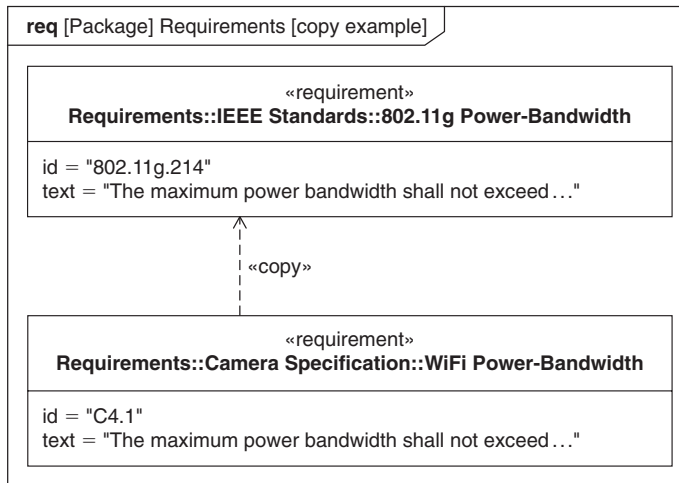 req [Package] Requirements [copy example]
«requirement»
Requirements::IEEE Standards::802.11g Power-Bandwidth
id = "802.11g.214"
text = "The maximum power bandwidth shall not exceed..."
«copy»
«requirement»
Requirements::Camera Specification::WiFi Power-Bandwidth
id = "C4.1"
text = "The maximum power bandwidth shall not exceed..."